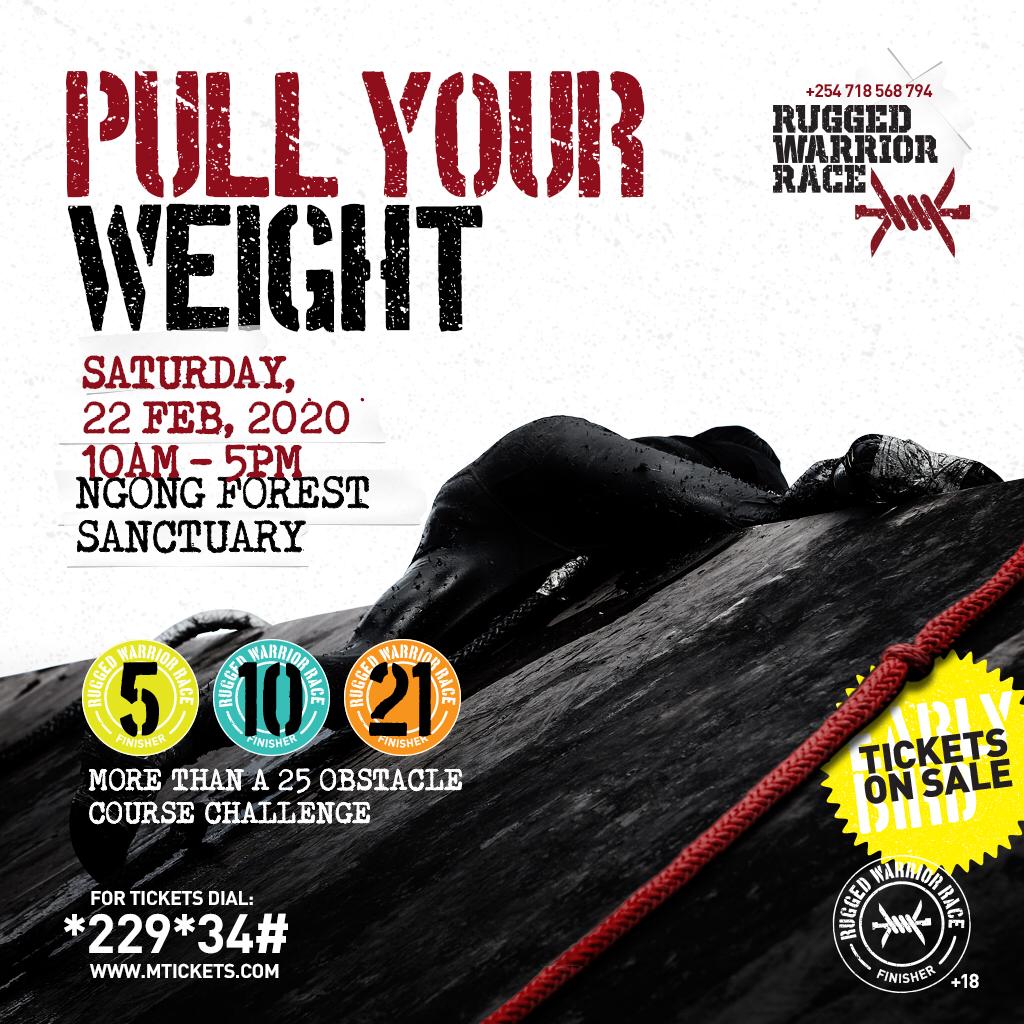 PULL YOUR
WEIGHT
+254 718 568 794
RUGGED
WARRIOR
RACE
SATURDAY,
22 FEB, 2020
10AM – 5PM
NGONG FOREST
SANCTUARY
RUGGED WARRIOR RACE
5
FINISHER
RUGGED WARRIOR RACE
10
FINISHER
RUGGED WARRIOR RACE
21
FINISHER
MORE THAN A 25 OBSTACLE
COURSE CHALLENGE
EARLY
TICKETS
ON SALE
BIRD
FOR TICKETS DIAL:
*229*34#
WWW.MTICKETS.COM
RUGGED WARRIOR RACE
FINISHER
+18